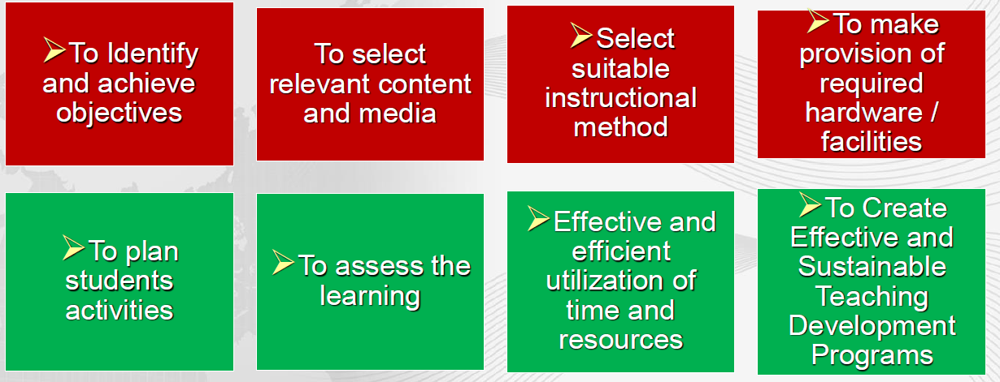 ➢To Identify
and achieve
objectives
To select
relevant content
and media
➢Select
suitable
instructional
method
➢To make
provision of
required
hardware /
facilities
➢To plan
students
activities
➢To assess the
learning
➢Effective and
efficient
utilization of
time and
resources
➢To Create
Effective and
Sustainable
Teaching
Development
Programs